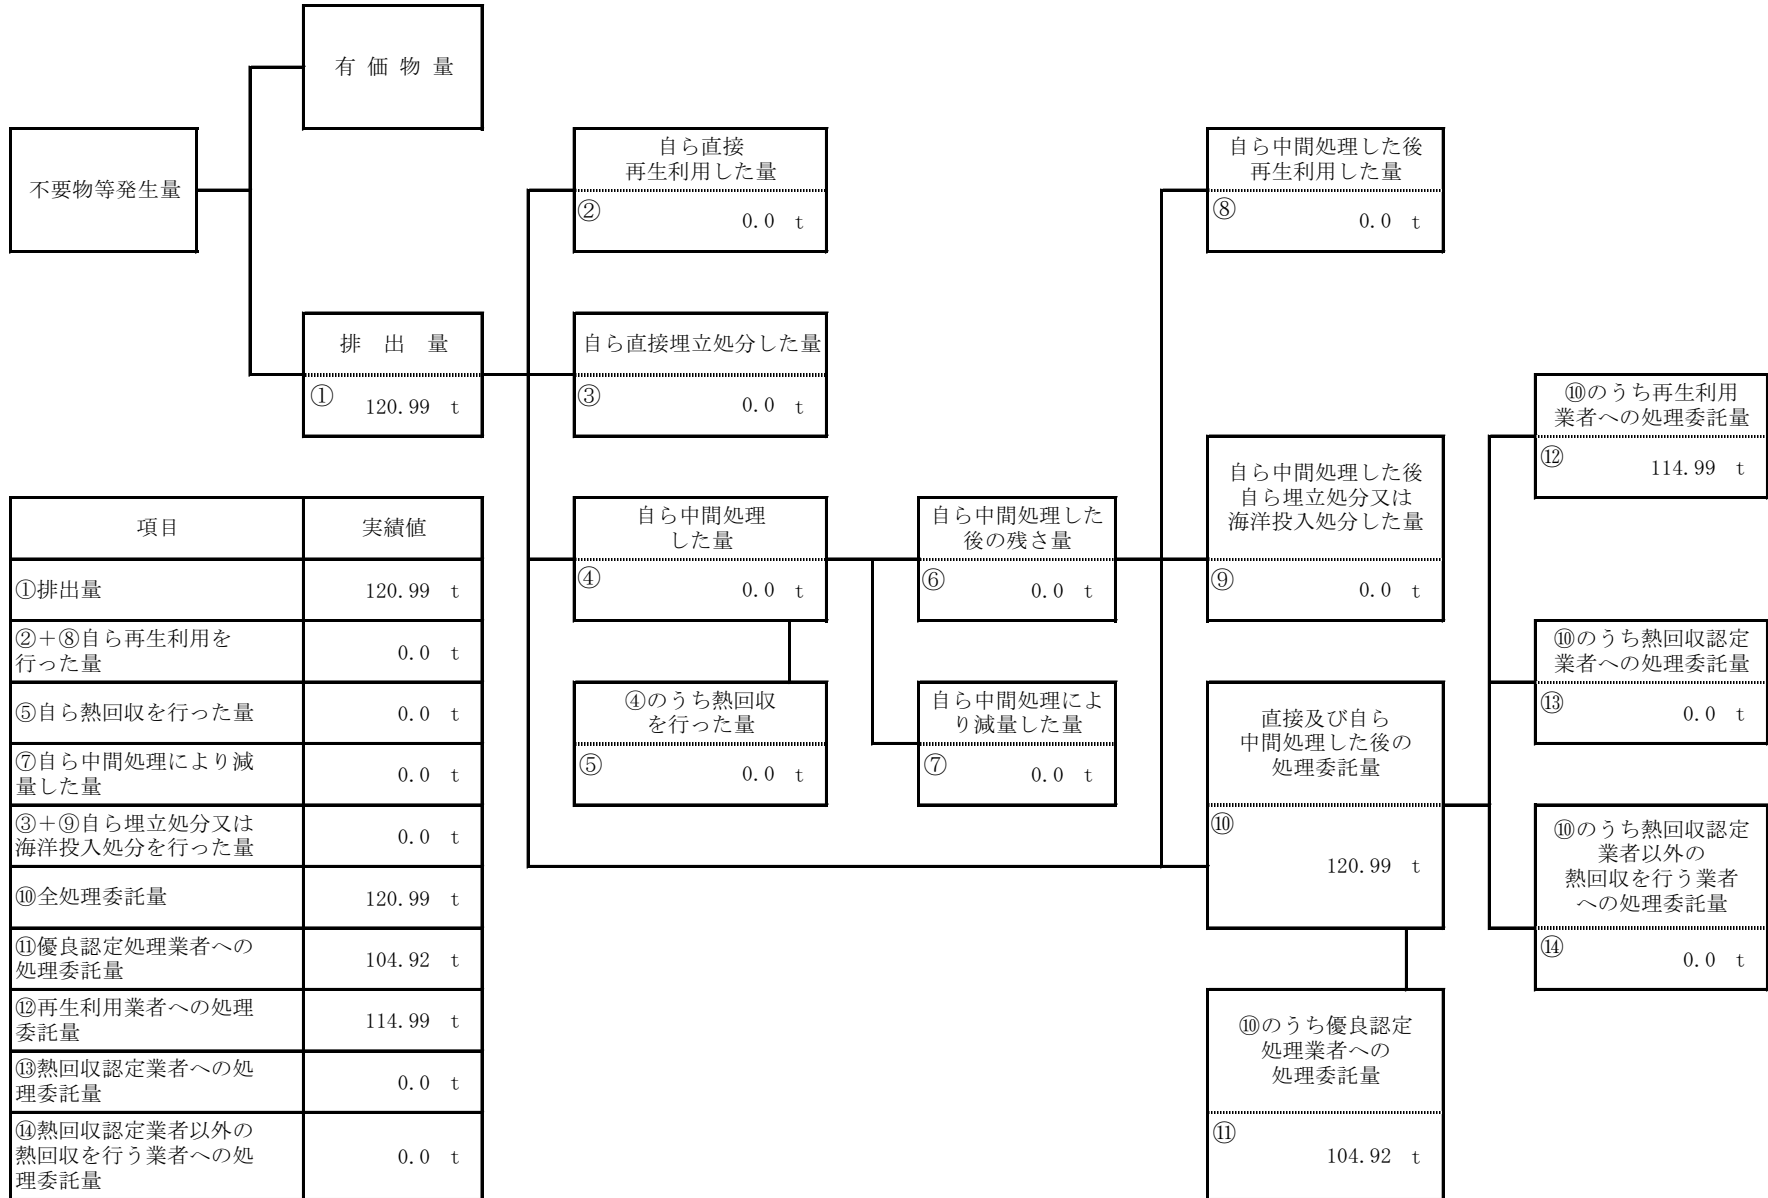 有価物量
不要物等発生量
排出量
① 120.99 t
自ら直接
再生利用した量
② 0.0 t
自ら直接埋立処分した量
③ 0.0 t
自ら中間処理
した量
④ 0.0 t
④のうち熱回収
を行った量
⑤ 0.0 t
自ら中間処理した
後の残さ量
⑥ 0.0 t
自ら中間処理によ
り減量した量
⑦ 0.0 t
自ら中間処理した後
再生利用した量
⑧ 0.0 t
自ら中間処理した後
自ら埋立処分又は
海洋投入処分した量
⑨ 0.0 t
直接及び自ら
中間処理した後の
処理委託量
⑩
120.99 t
⑩のうち優良認定
処理業者への
処理委託量
⑪
104.92 t
⑩のうち再生利用
業者への処理委託量
⑫ 114.99 t
⑩のうち熱回収認定
業者への処理委託量
⑬ 0.0 t
⑩のうち熱回収認定
業者以外の
熱回収を行う業者
への処理委託量
⑭ 0.0 t
項目 実績値
①排出量 120.99 t
②+⑧自ら再生利用を
行った量 0.0 t
⑤自ら熱回収を行った量 0.0 t
⑦自ら中間処理により減
量した量 0.0 t
③+⑨自ら埋立処分又は
海洋投入処分を行った量 0.0 t
⑩全処理委託量 120.99 t
⑪優良認定処理業者への
処理委託量 104.92 t
⑫再生利用業者への処理
委託量 114.99 t
⑬熱回収認定業者への処
理委託量 0.0 t
⑭熱回収認定業者以外の
熱回収を行う業者への処
理委託量 0.0 t